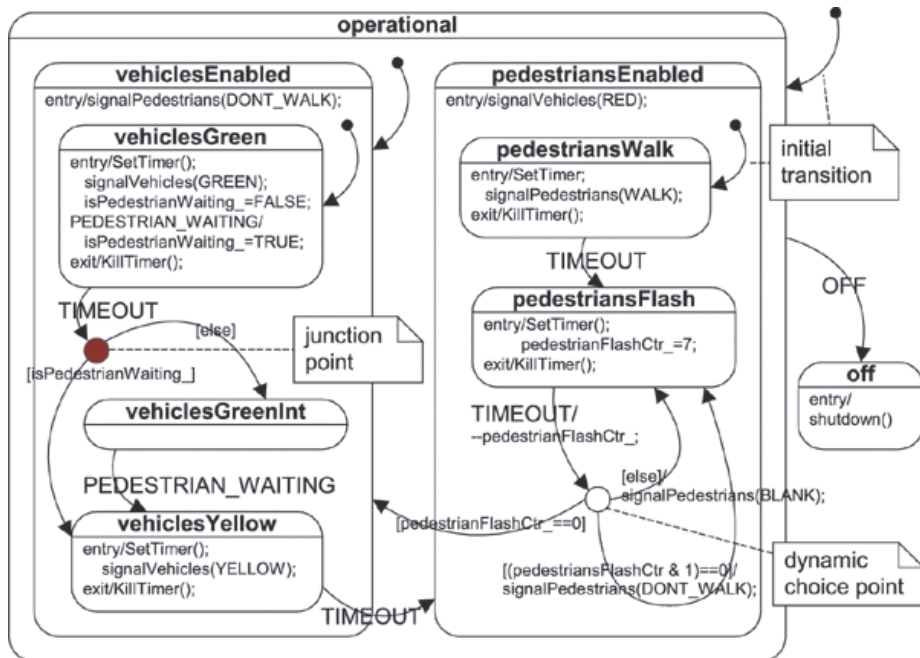 operational
vehiclesEnabled
entry/signalPedestrians(DONT_WALK);
vehiclesGreen
entry/SetTimer();
signalVehicles(GREEN);
isPedestrianWaiting_=FALSE;
PEDESTRIAN_WAITING/
isPedestrianWaiting_=TRUE;
exit/KillTimer();
TIMEOUT
[else]
junction
point
[isPedestrianWaiting_]
vehiclesGreenInt
PEDESTRIAN_WAITING
vehiclesYellow
entry/SetTimer();
signalVehicles(YELLOW);
exit/KillTimer();
TIMEOUT
pedestriansEnabled
entry/signalVehicles(RED);
pedestriansWalk
entry/SetTimer;
signalPedestrians(WALK);
exit/KillTimer();
TIMEOUT
pedestriansFlash
entry/SetTimer();
pedestrianFlashCtr_=7;
exit/KillTimer();
TIMEOUT/
--pedestrianFlashCtr_;
[else]/
signalPedestrians(BLANK);
[pedestrianFlashCtr_==0]
[(pedestriansFlashCtr & 1)==0]/
signalPedestrians(DONT_WALK);
initial
transition
OFF
off
entry/
shutdown()
dynamic
choice point